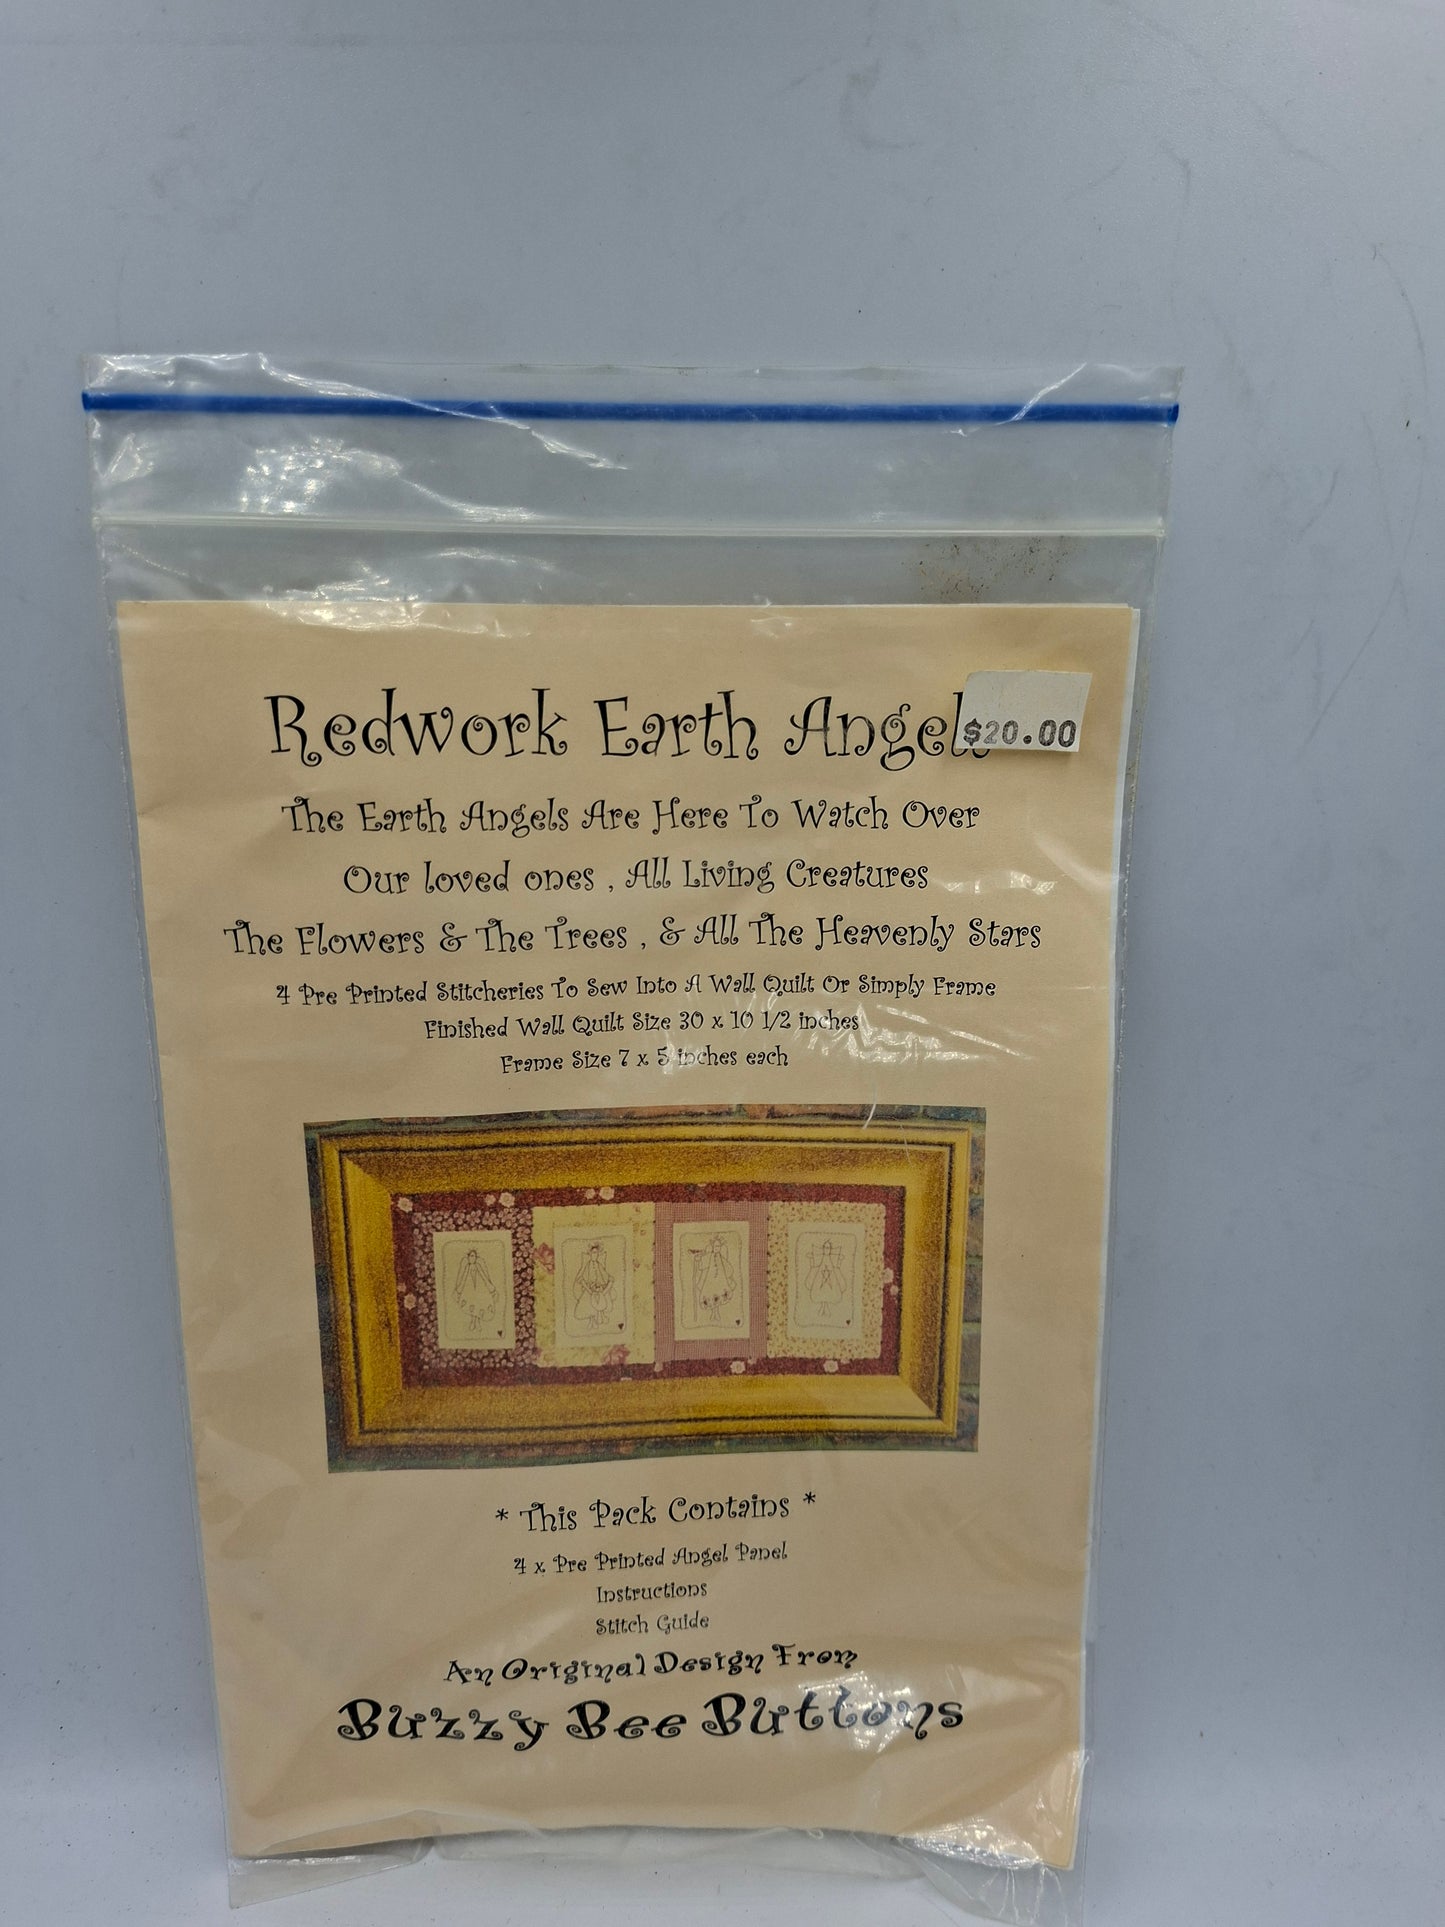 Redwork Earth Angels
$20.00
The Earth Angels Are Here To Watch Over
Our loved ones , All Living Creatures
The Flowers & The Trees , & All The Heavenly Stars
4 Pre Printed Stitcheries To Sew Into A Wall Quilt Or Simply Frame
Finished Wall Quilt Size 30 x 10 1/2 inches
Frame Size 7 x 5 inches each
* This Pack Contains *
4 x Pre Printed Angel Panel
Instructions
Stitch Guide
An Original Design From
Buzzy Bee Buttons